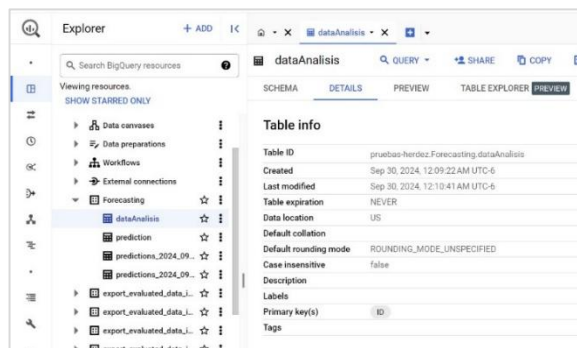 Explorer
+ ADD
dataAnalisis
Search BigQuery resources
Viewing resources.
SHOW STARRED ONLY
Data canvases
Data preparations
Workflows
External connections
Forecasting
dataAnalisis
prediction
predictions_2024_09...
export_evaluated_data_i...
export_evaluated_data_i...
export_evaluated_data_i...
dataAnalisis
QUERY
SHARE
COPY
SCHEMA
DETAILS
PREVIEW
TABLE EXPLORER
PREVIEW
Table info
Table ID pruebas-herdez.Forecasting.dataAnalisis
Created Sep 30, 2024, 12:09:22 AM UTC-6
Last modified Sep 30, 2024, 12:10:41 AM UTC-6
Table expiration NEVER
Data location US
Default collation
Default rounding mode ROUNDING_MODE_UNSPECIFIED
Case insensitive false
Description
Labels
Primary key(s) ID
Tags